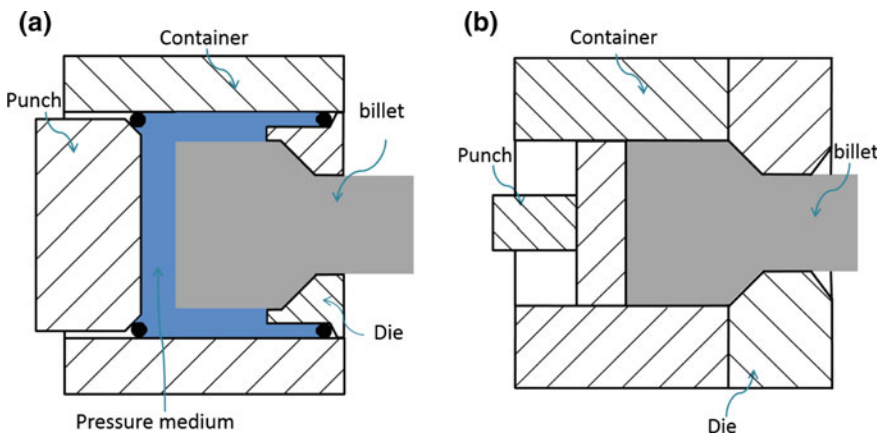 (a)
Container
Punch
billet
Die
Pressure medium
(b)
Container
Punch
billet
Die